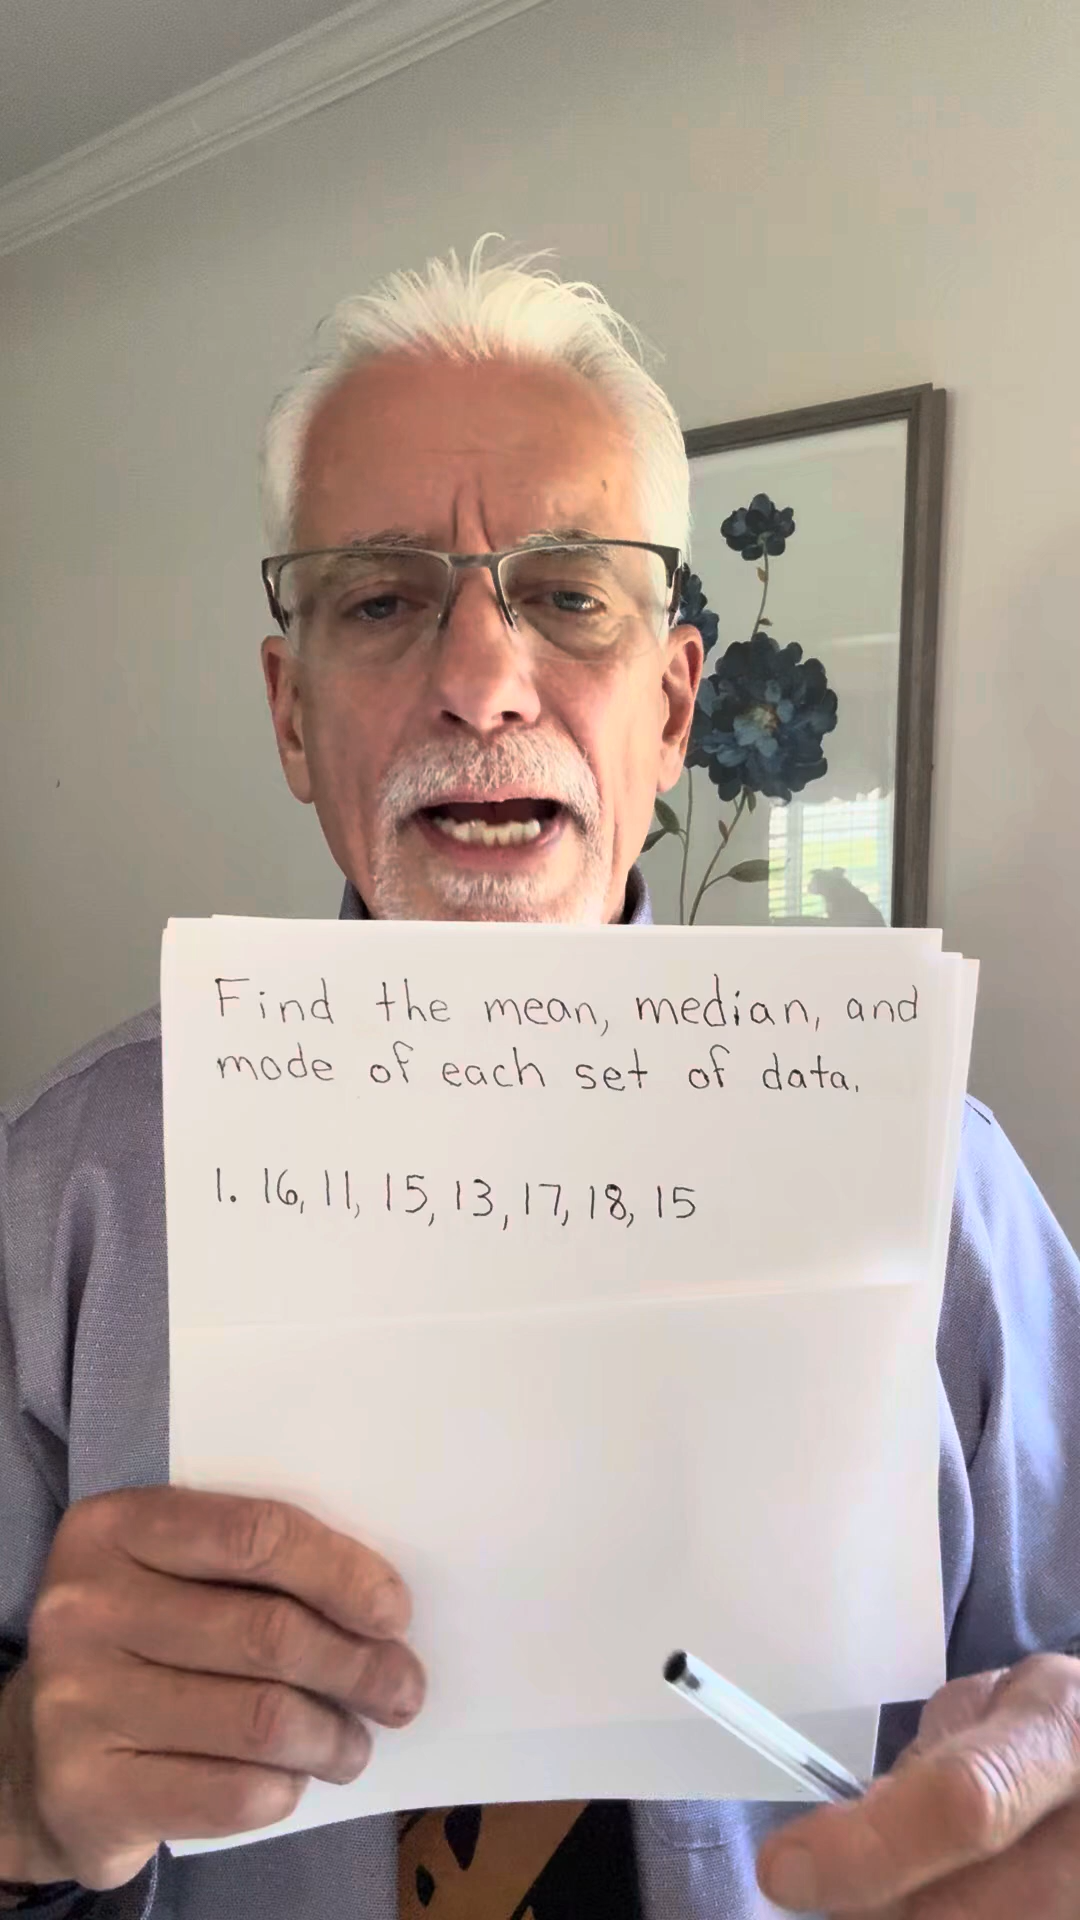 Find the mean, median, and
mode of each set of data.
1. 16, 11, 15, 13, 17, 18, 15